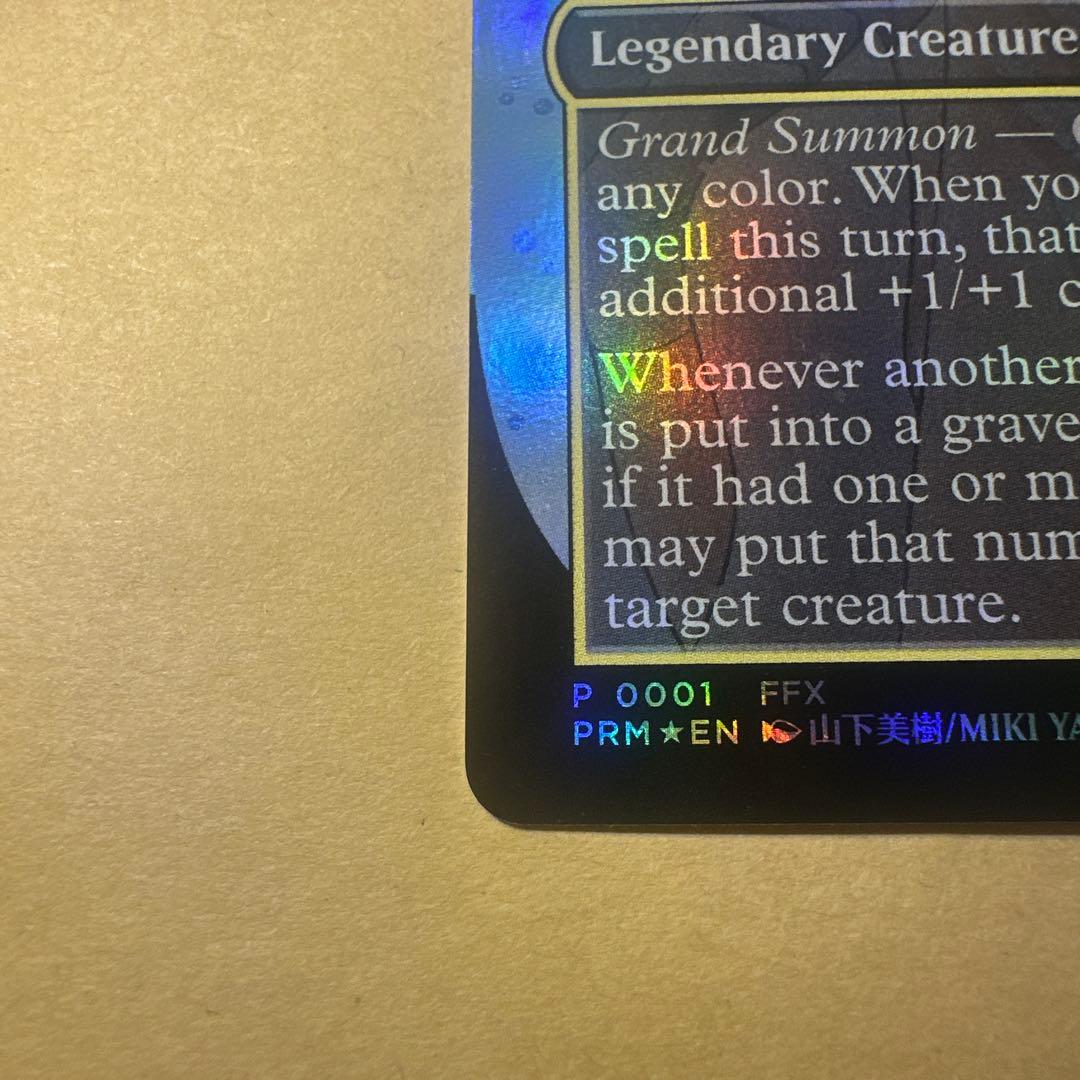 Legendary Creature
Grand Summon —
any color. When yo
spell this turn, that
additional +1/+1 c
Whenever another
is put into a grave
if it had one or m
may put that num
target creature.
P 0001 FFX
PRM★EN 山下美樹/MIKI YA